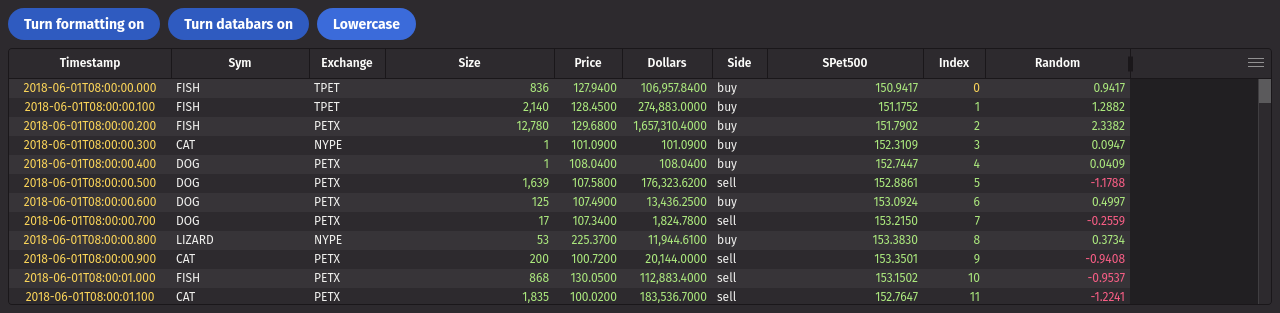 Turn formatting on Turn databars on Lowercase
Timestamp Sym Exchange Size Price Dollars Side SPet500 Index Random
2018-06-01T08:00:00.000 FISH TPET 836 127.9400 106,957.8400 buy 150.9417 0 0.9417
2018-06-01T08:00:00.100 FISH TPET 2,140 128.4500 274,883.0000 buy 151.1752 1 1.2882
2018-06-01T08:00:00.200 FISH PETX 12,780 129.6800 1,657,310.4000 buy 151.7902 2 2.3382
2018-06-01T08:00:00.300 CAT NYPE 1 101.0900 101.0900 buy 152.3109 3 0.0947
2018-06-01T08:00:00.400 DOG PETX 1 108.0400 108.0400 buy 152.7447 4 0.0409
2018-06-01T08:00:00.500 DOG PETX 1,639 107.5800 176,323.6200 sell 152.8861 5 -1.1788
2018-06-01T08:00:00.600 DOG PETX 125 107.4900 13,436.2500 buy 153.0924 6 0.4997
2018-06-01T08:00:00.700 DOG PETX 17 107.3400 1,824.7800 sell 153.2150 7 -0.2559
2018-06-01T08:00:00.800 LIZARD NYPE 53 225.3700 11,944.6100 buy 153.3830 8 0.3734
2018-06-01T08:00:00.900 CAT PETX 200 100.7200 20,144.0000 sell 153.3501 9 -0.9408
2018-06-01T08:00:01.000 FISH PETX 868 130.0500 112,883.4000 sell 153.1502 10 -0.9537
2018-06-01T08:00:01.100 CAT PETX 1,835 100.0200 183,536.7000 sell 152.7647 11 -1.2241